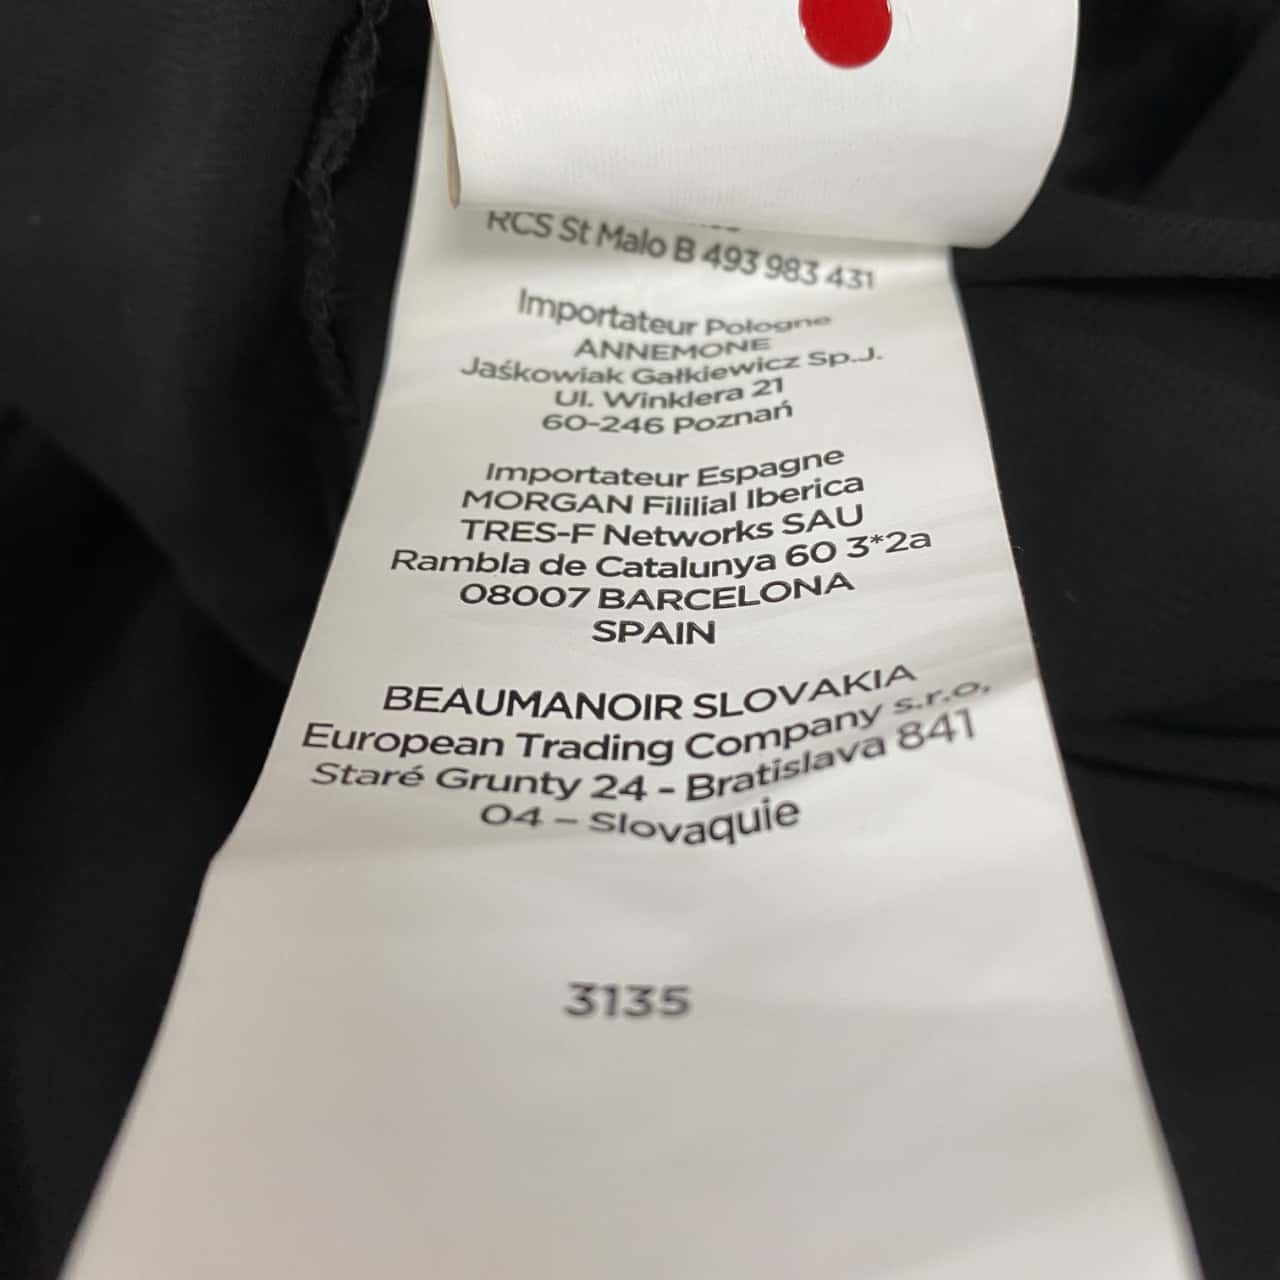 RCS St Malo B 493 983 431
Importateur Pologne
ANNEMONE
Jaśkowiak Gałkiewicz Sp.J.
Ul. Winklera 21
60-246 Poznań
Importateur Espagne
MORGAN Fililial Iberica
TRES-F Networks SAU
Rambla de Catalunya 60 3*2a
08007 BARCELONA
SPAIN
BEAUMANOIR SLOVAKIA
European Trading Company s.r.o,
Staré Grunty 24 - Bratislava 841
04 – Slovaquie
3135